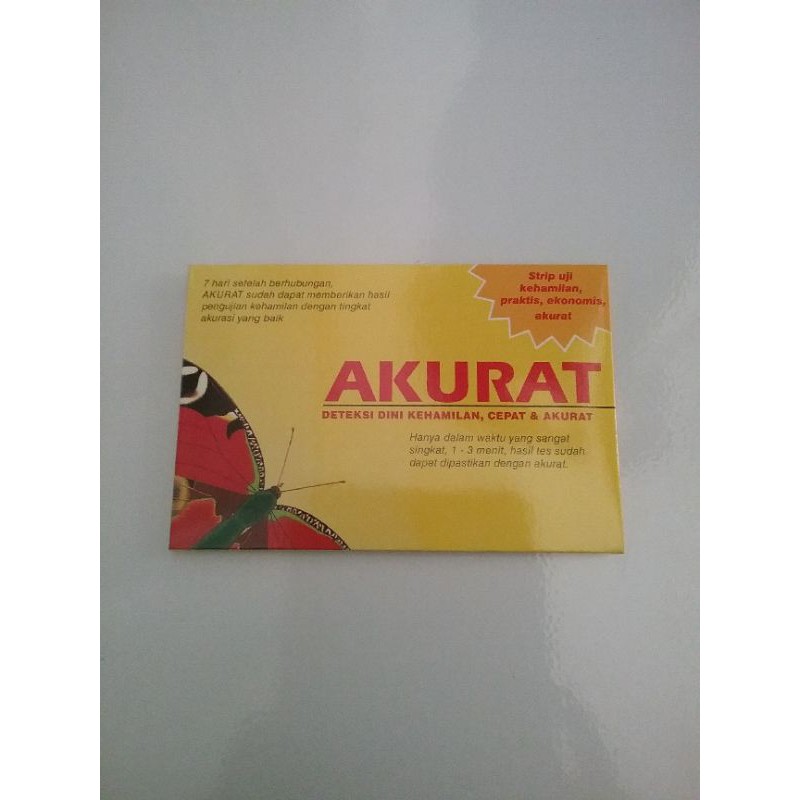 7 hari setelah berhubungan,
AKURAT sudah dapat memberikan hasil
pengujian kehamilan dengan tingkat
akurasi yang baik
Strip uji
kehamilan,
praktis, ekonomis,
akurat
AKURAT
DETEKSI DINI KEHAMILAN, CEPAT & AKURAT
Hanya dalam waktu yang sangat
singkat, 1 - 3 menit, hasil tes sudah
dapat dipastikan dengan akurat.